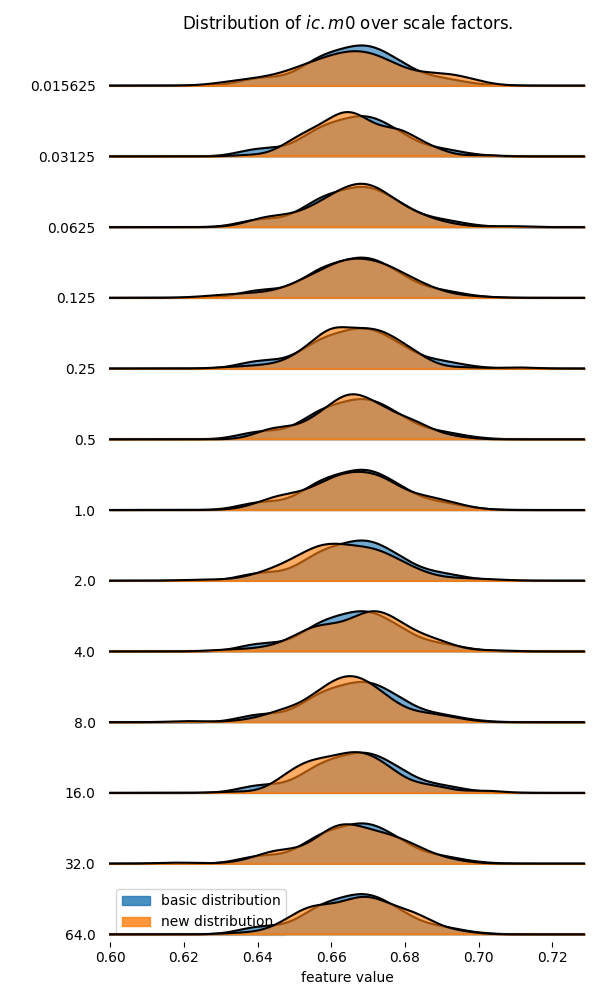 Distribution of ic.m0 over scale factors.
0.015625
0.03125
0.0625
0.125
0.25
0.5
1.0
2.0
4.0
8.0
16.0
32.0
64.0
basic distribution
new distribution
0.60 0.62 0.64 0.66 0.68 0.70 0.72
feature value